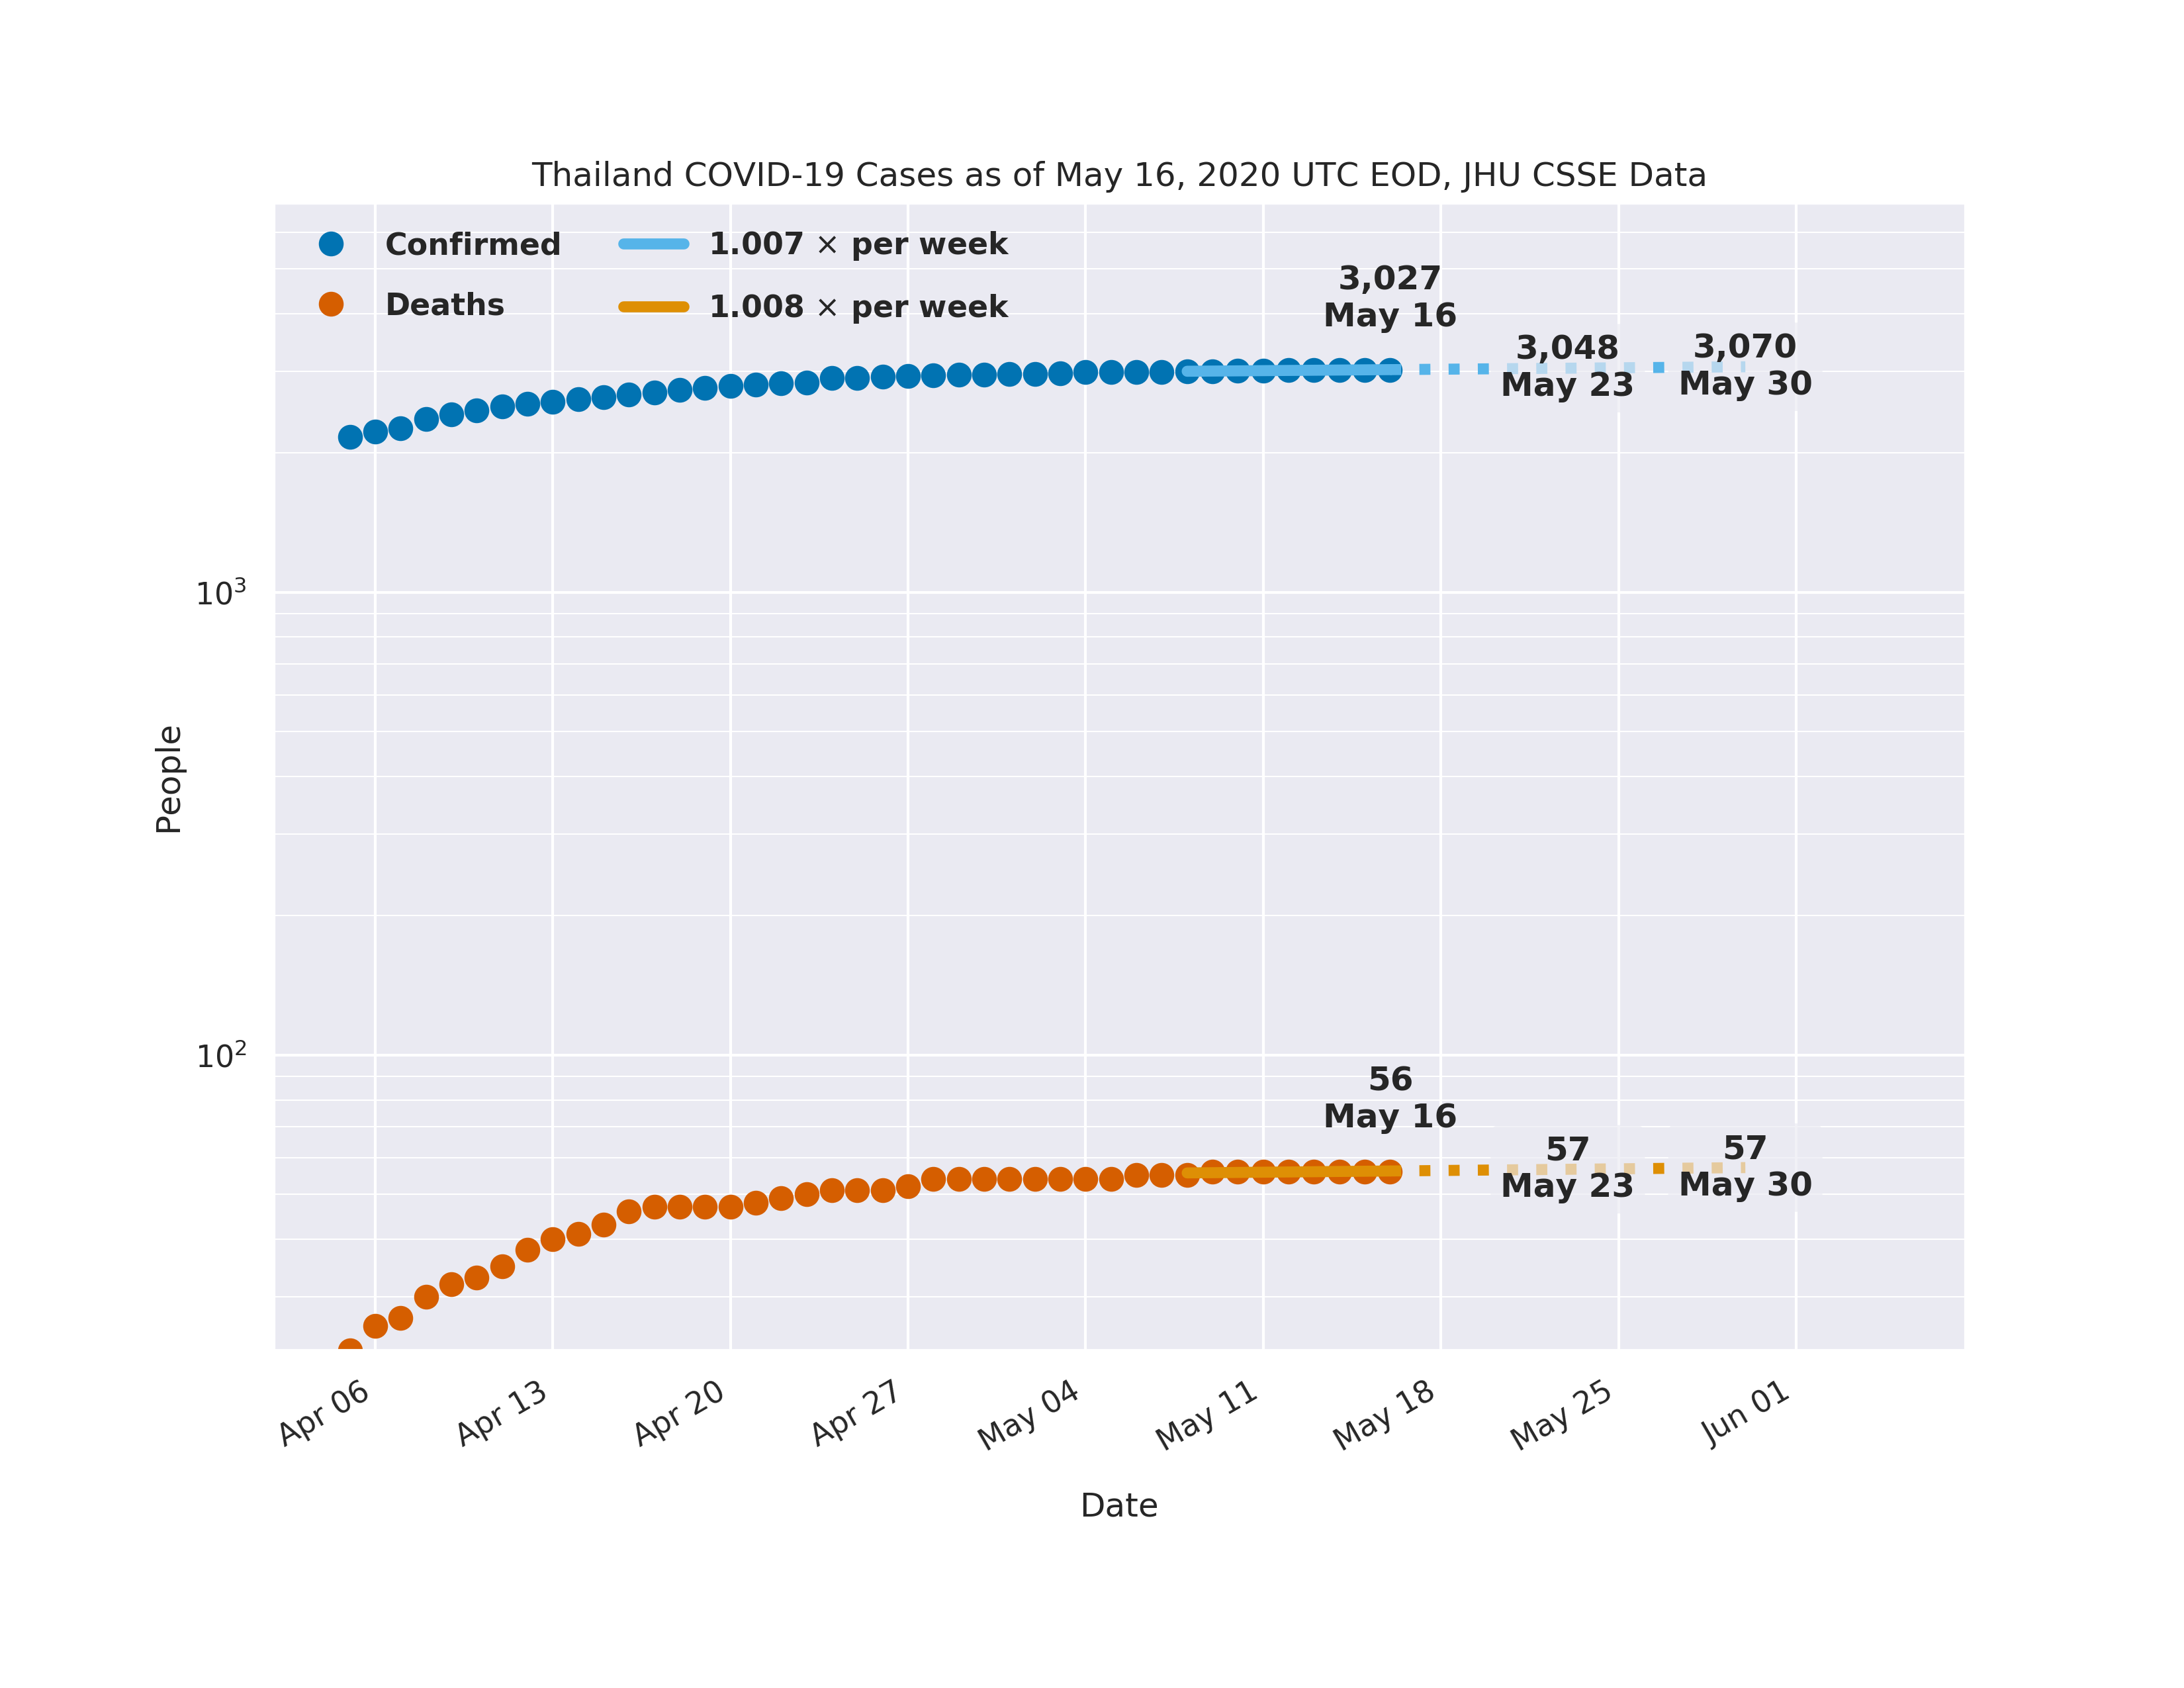 Thailand COVID-19 Cases as of May 16, 2020 UTC EOD, JHU CSSE Data
Confirmed
Deaths
1.007 × per week
1.008 × per week
3,027
May 16
3,048
May 23
3,070
May 30
10³
People
10²
56
May 16
57
May 23
57
May 30
Apr 06
Apr 13
Apr 20
Apr 27
May 04
May 11
May 18
May 25
Jun 01
Date